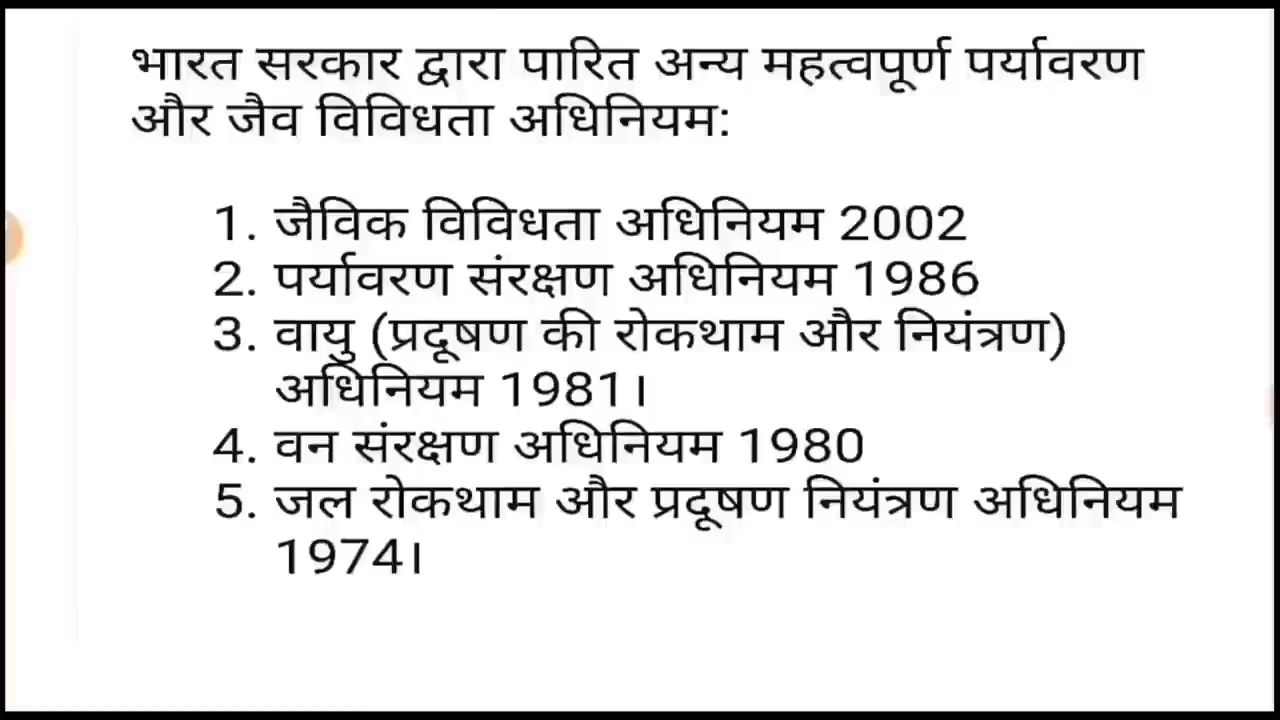 भारत सरकार द्वारा पारित अन्य महत्वपूर्ण पर्यावरण
और जैव विविधता अधिनियम:
1. जैविक विविधता अधिनियम 2002
2. पर्यावरण संरक्षण अधिनियम 1986
3. वायु (प्रदूषण की रोकथाम और नियंत्रण)
अधिनियम 1981।
4. वन संरक्षण अधिनियम 1980
5. जल रोकथाम और प्रदूषण नियंत्रण अधिनियम
1974।